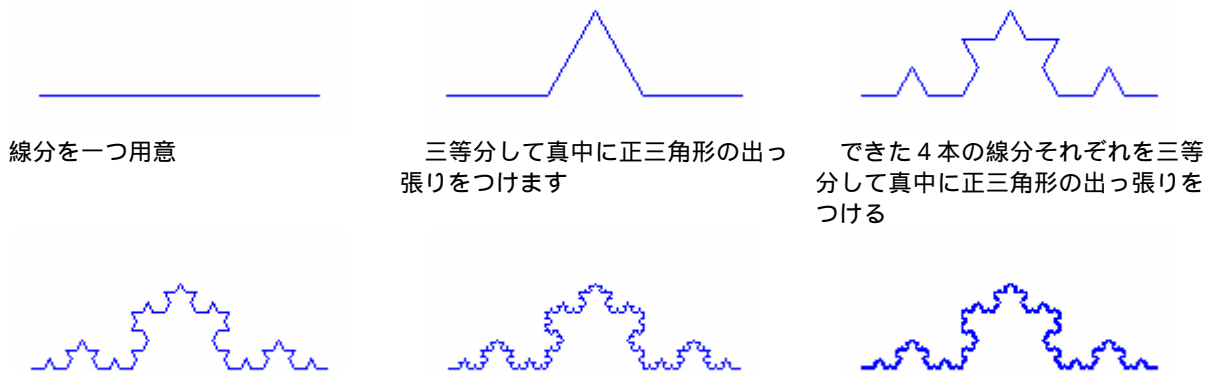 線分を一つ用意
三等分して真中に正三角形の出っ
張りをつけます
できた４本の線分それぞれを三等
分して真中に正三角形の出っ張りを
つける